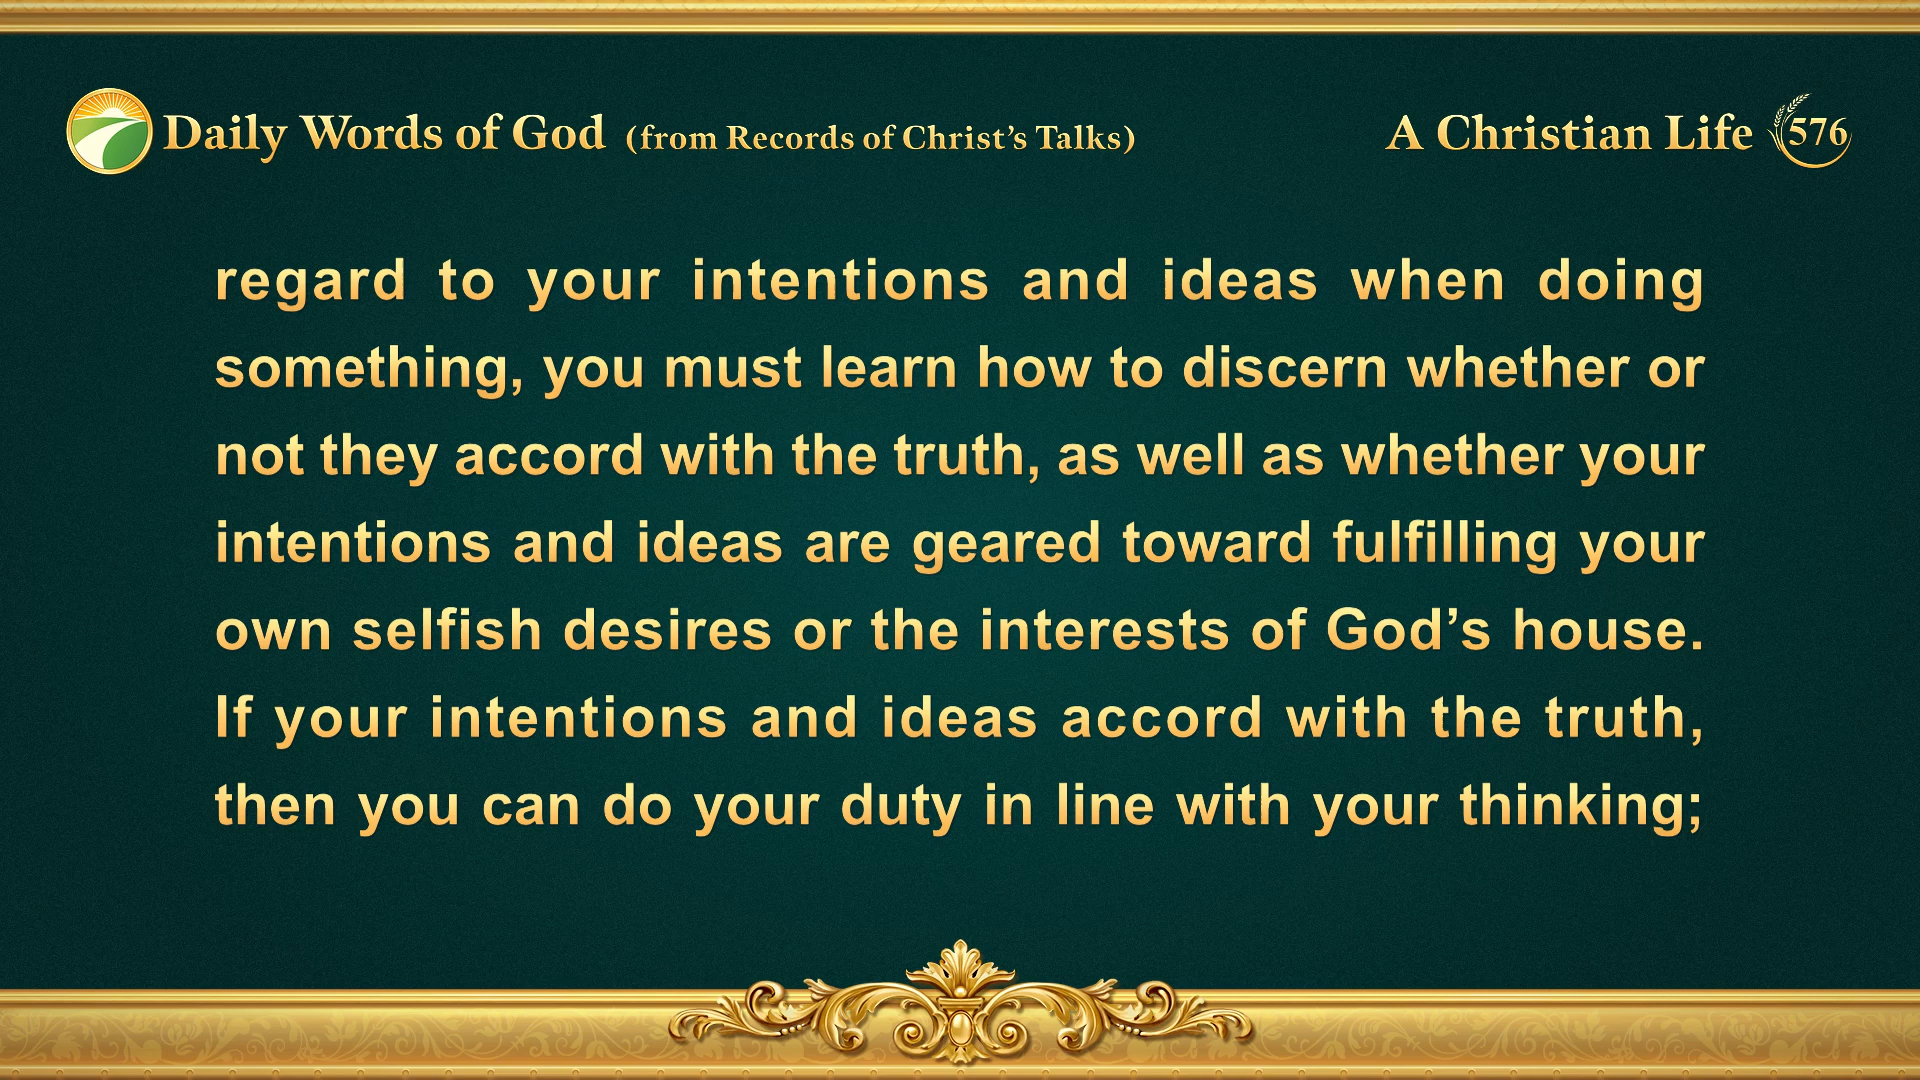 Daily Words of God (from Records of Christ’s Talks)
A Christian Life 576
regard to your intentions and ideas when doing
something, you must learn how to discern whether or
not they accord with the truth, as well as whether your
intentions and ideas are geared toward fulfilling your
own selfish desires or the interests of God’s house.
If your intentions and ideas accord with the truth,
then you can do your duty in line with your thinking;